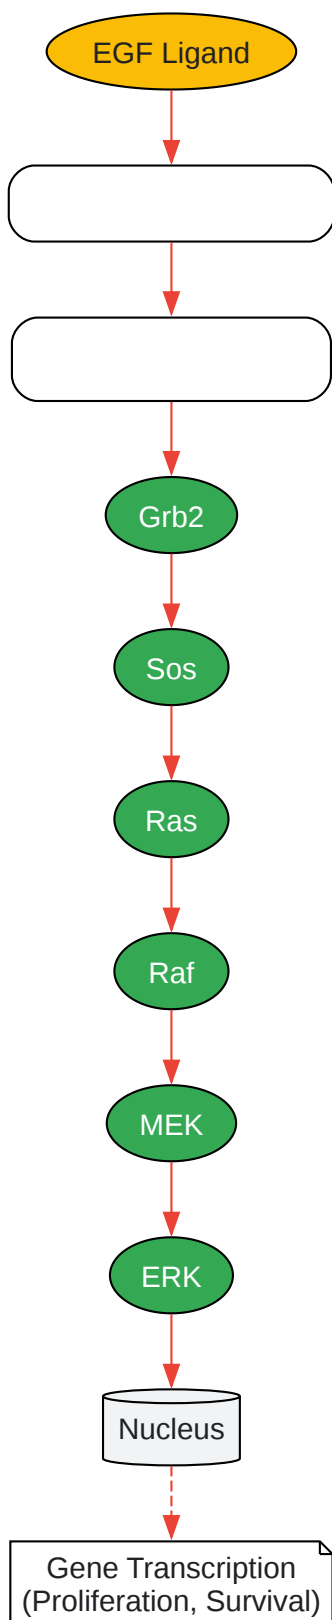 EGF Ligand
Grb2
Sos
Ras
Raf
MEK
ERK
Nucleus
Gene Transcription
(Proliferation, Survival)